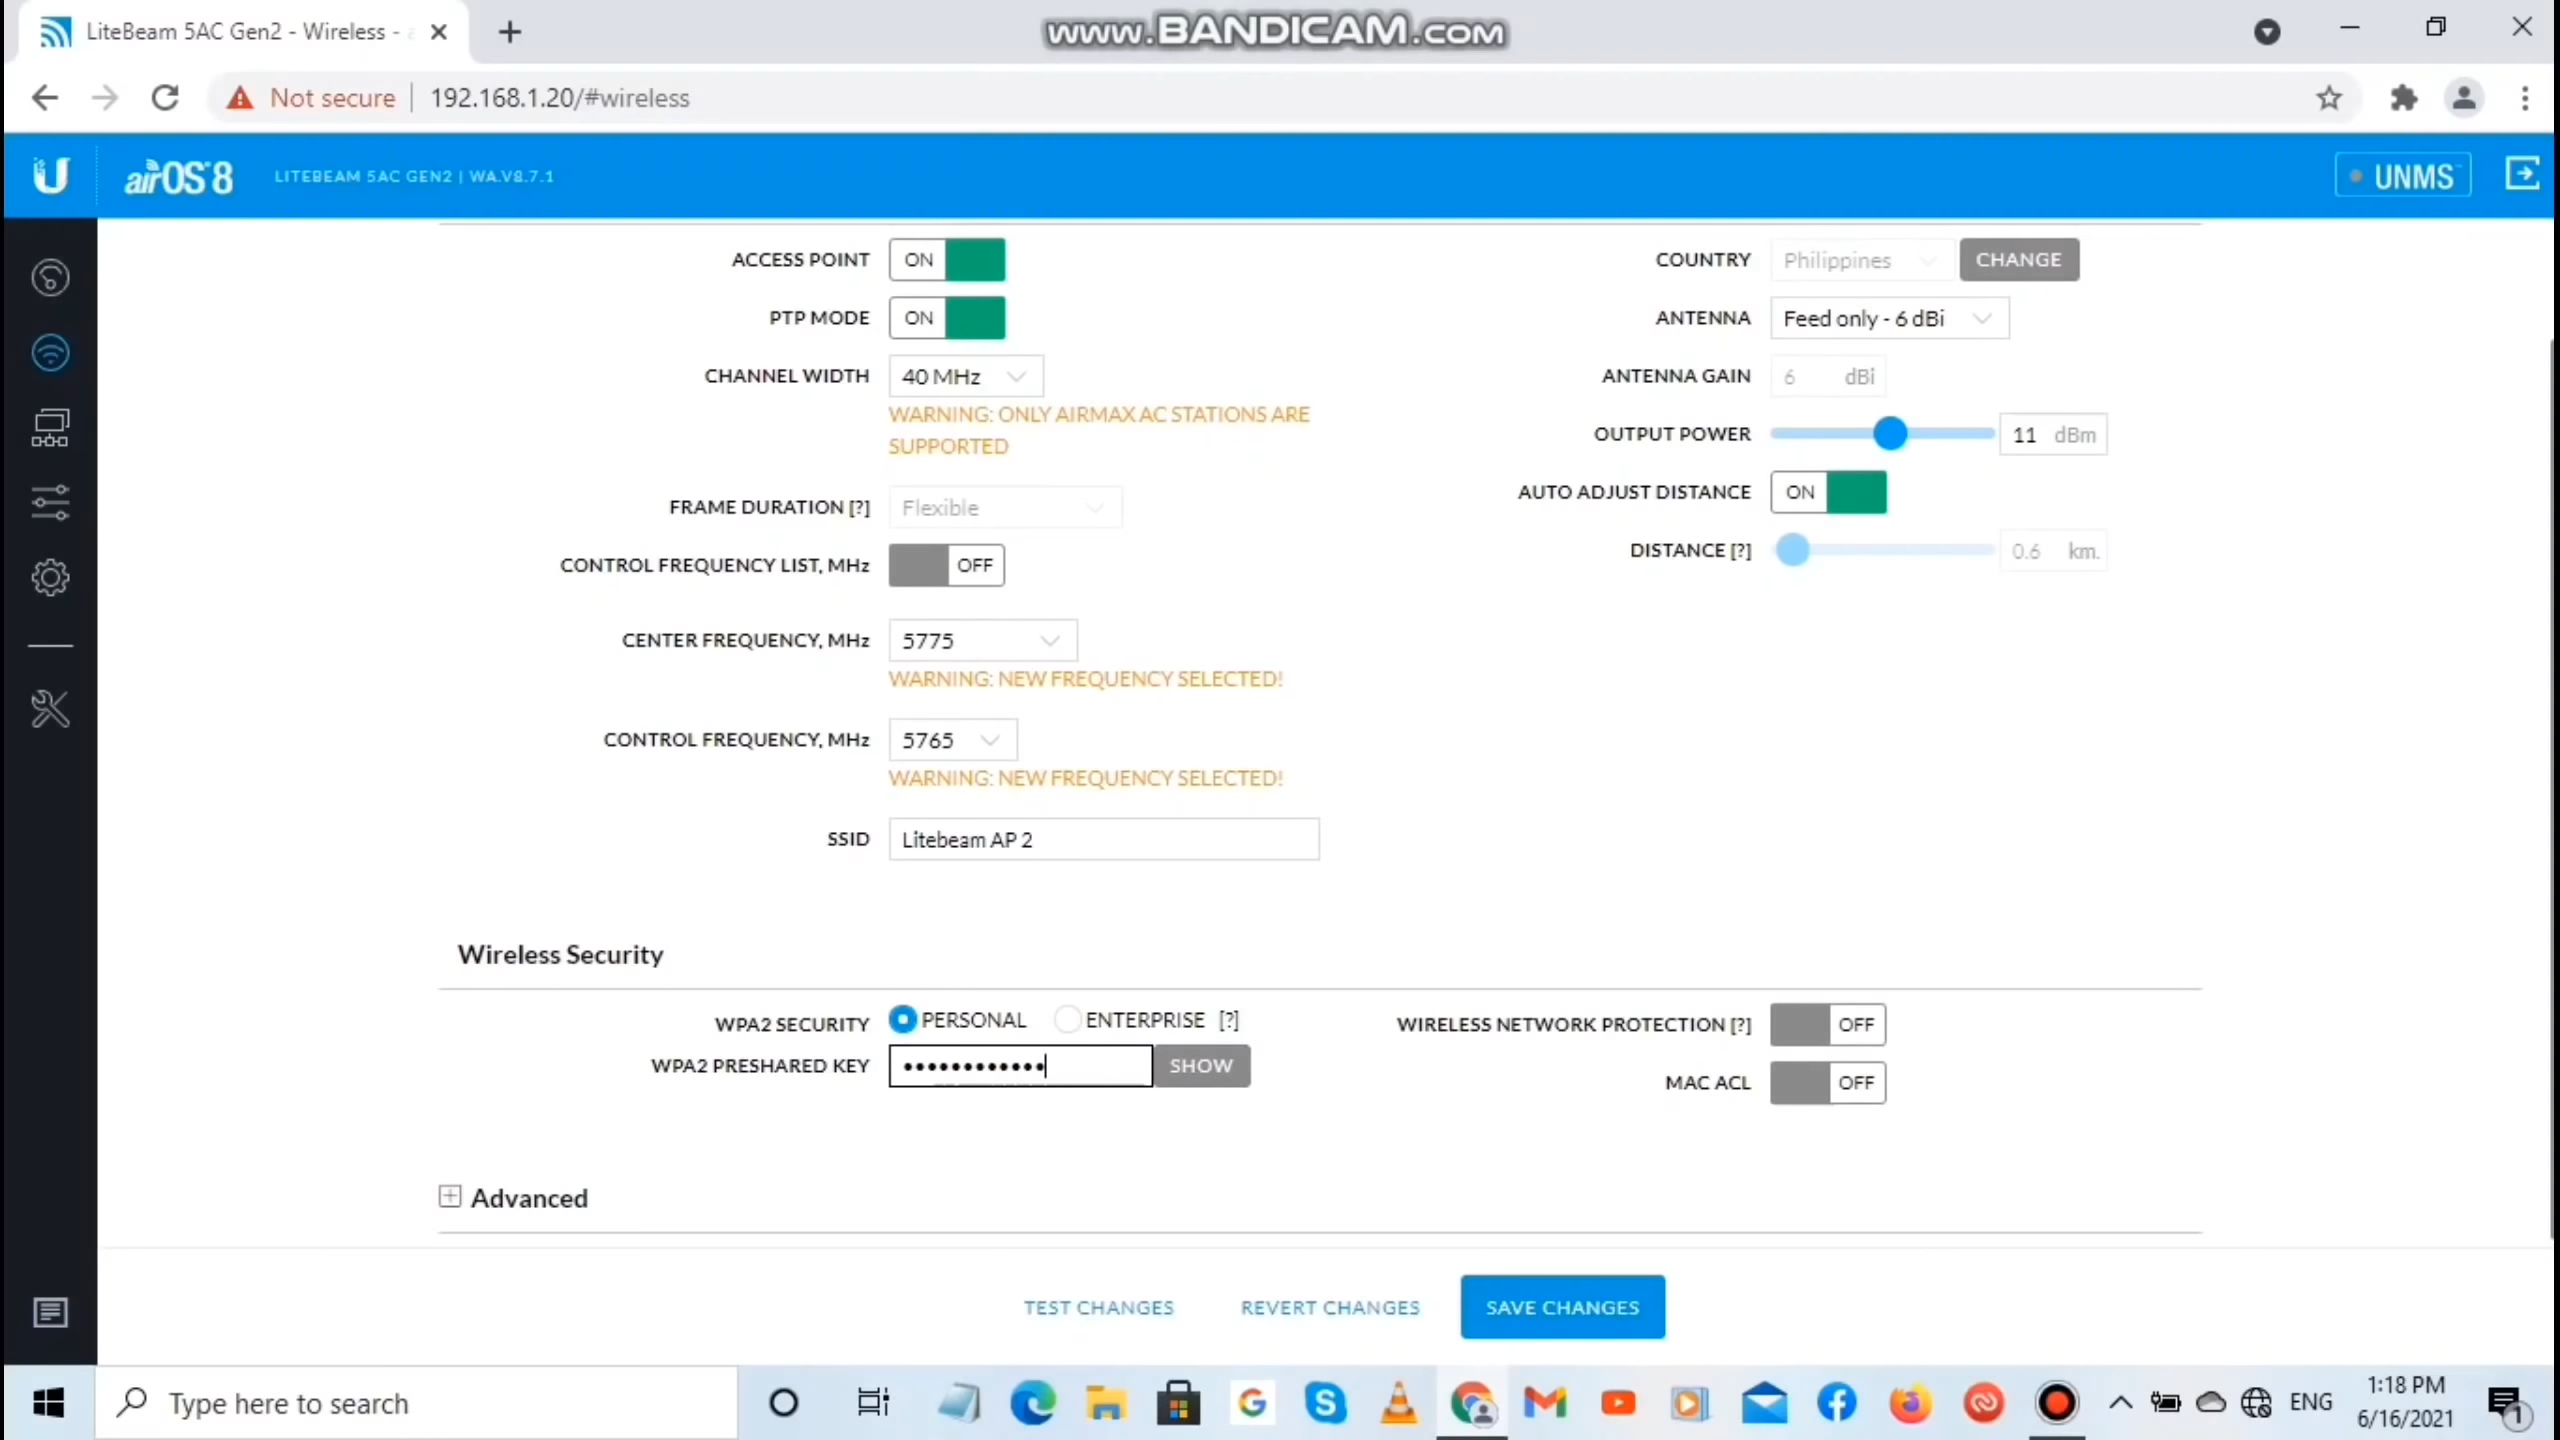 LiteBeam 5AC Gen2 - Wireless -
www.BANDICAM.com
Not secure
192.168.1.20/#wireless
airOS 8
LITEBEAM 5AC GEN2 | WA.V8.7.1
UNMS
ACCESS POINT ON
COUNTRY Philippines CHANGE
PTP MODE ON
ANTENNA Feed only - 6 dBi
CHANNEL WIDTH 40 MHz
ANTENNA GAIN 6 dBi
WARNING: ONLY AIRMAX AC STATIONS ARE
SUPPORTED
OUTPUT POWER 11 dBm
FRAME DURATION [?] Flexible
AUTO ADJUST DISTANCE ON
CONTROL FREQUENCY LIST, MHz OFF
DISTANCE [?] 0.6 km.
CENTER FREQUENCY, MHz 5775
WARNING: NEW FREQUENCY SELECTED!
CONTROL FREQUENCY, MHz 5765
WARNING: NEW FREQUENCY SELECTED!
SSID Litebeam AP 2
Wireless Security
WPA2 SECURITY PERSONAL ENTERPRISE [?]
WIRELESS NETWORK PROTECTION [?] OFF
WPA2 PRESHARED KEY •••••••••••• SHOW
MAC ACL OFF
Advanced
TEST CHANGES REVERT CHANGES SAVE CHANGES
Type here to search
ENG
1:18 PM
6/16/2021
1